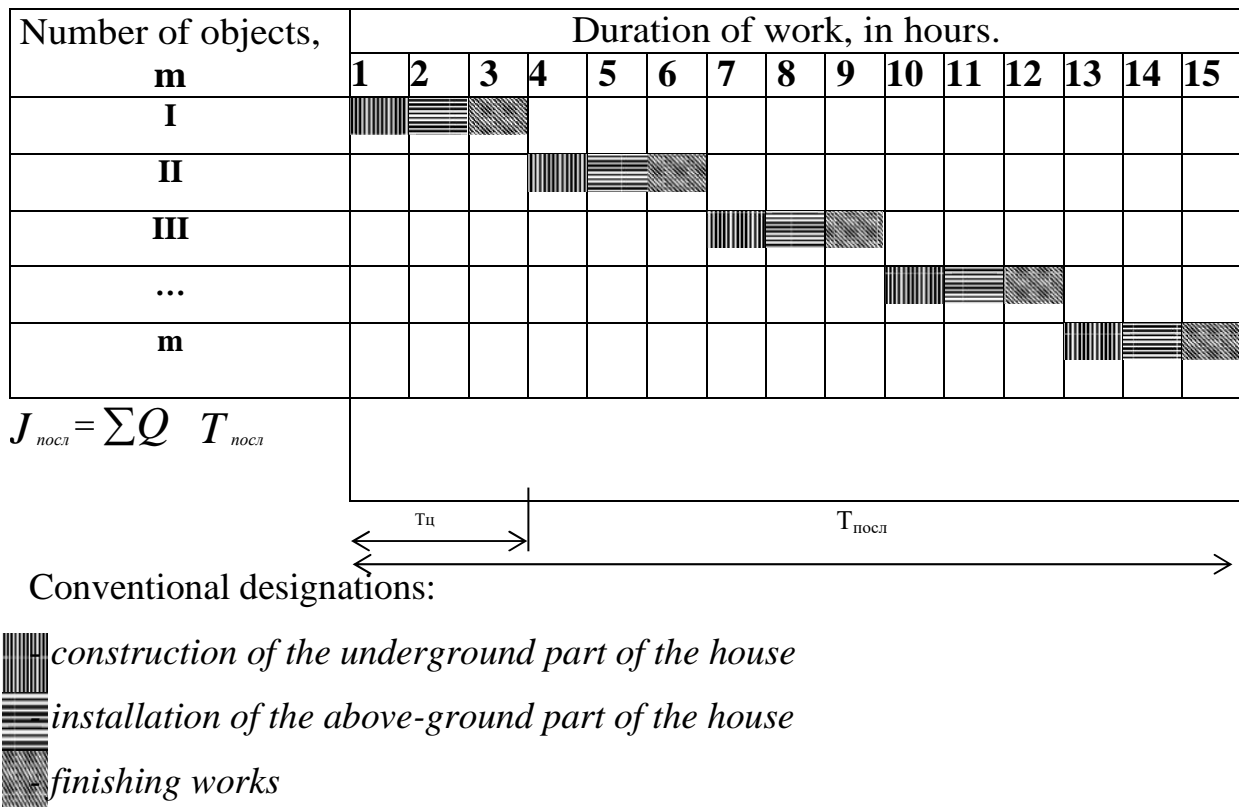 Number of objects,
m
Duration of work, in hours.
1 2 3 4 5 6 7 8 9 10 11 12 13 14 15
I
II
III
...
m
J посл = ∑Q T посл
Тц
Тпосл
Conventional designations:
- construction of the underground part of the house
- installation of the above-ground part of the house
- finishing works